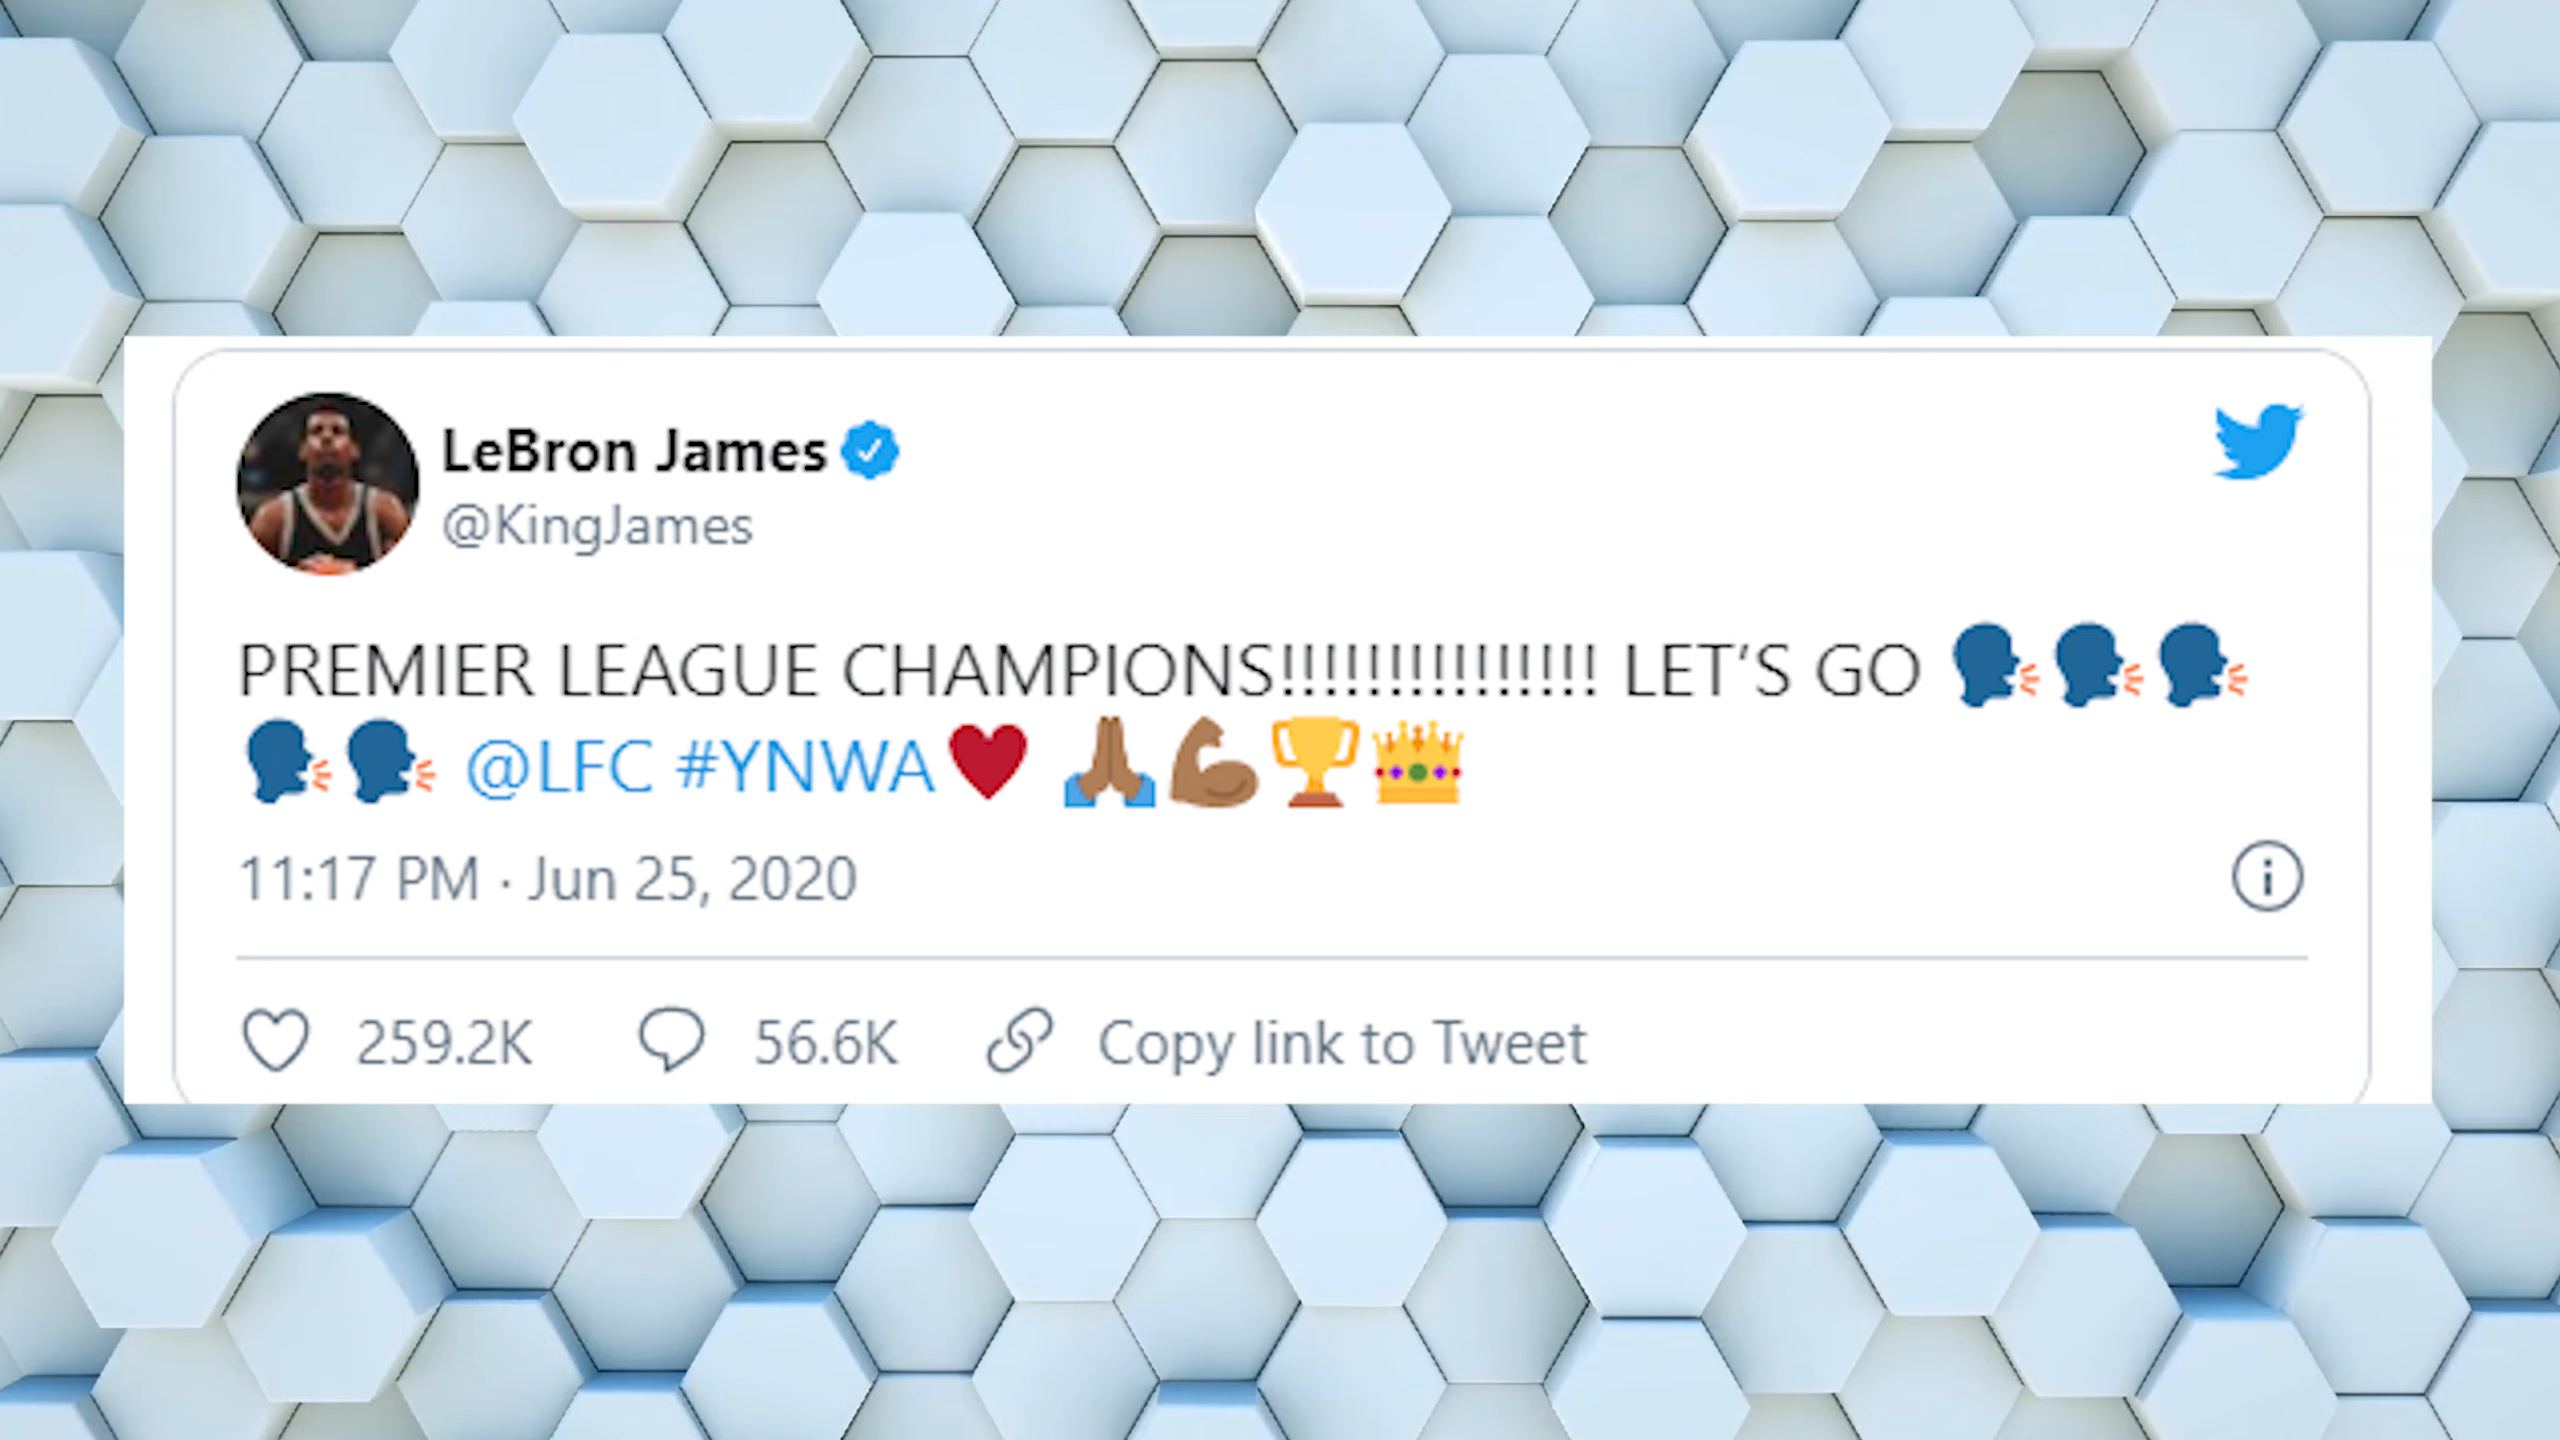 LeBron James
@KingJames
PREMIER LEAGUE CHAMPIONS!!!!!!!!!!!!!!! LET’S GO 🗣🗣🗣
🗣🗣 @LFC #YNWA❤️ 🙏🏾💪🏾🏆👑
11:17 PM · Jun 25, 2020
259.2K 56.6K Copy link to Tweet